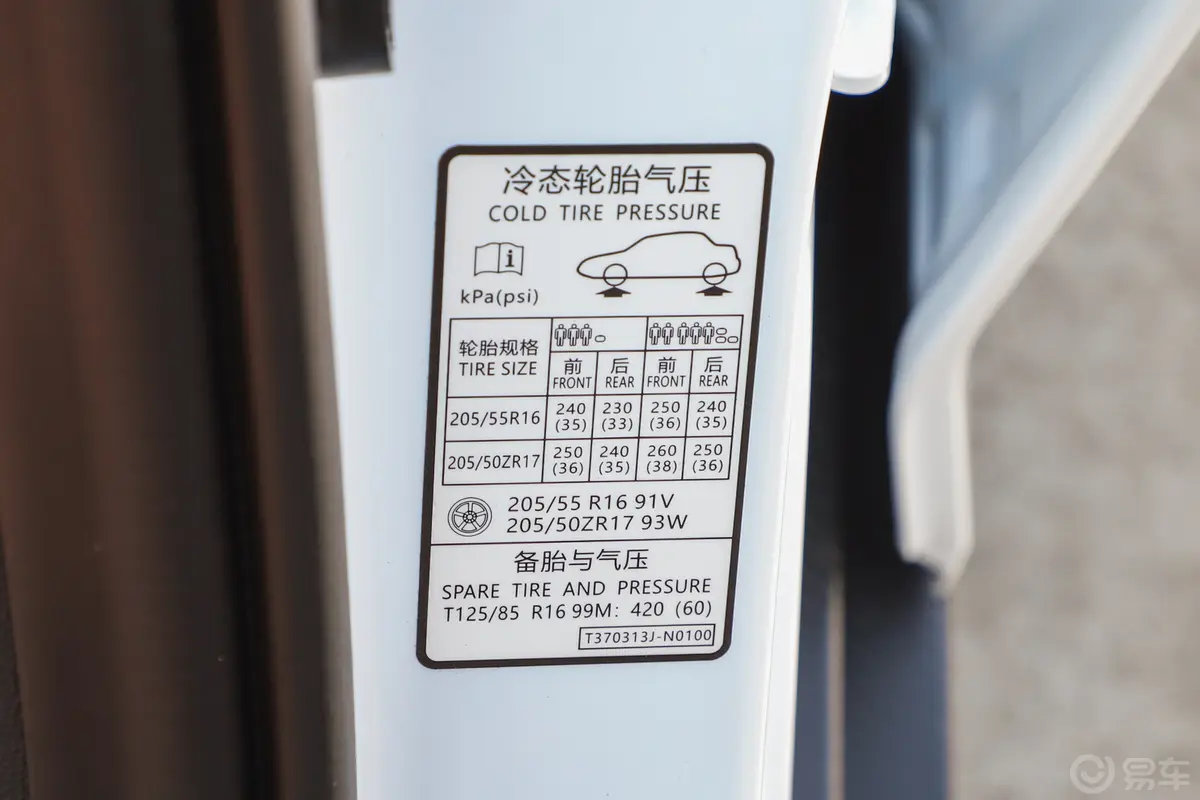 冷态轮胎气压
COLD TIRE PRESSURE
kPa(psi)
轮胎规格
TIRE SIZE
前 后 前 后
FRONT REAR FRONT REAR
205/55R16 240 (35) 230 (33) 250 (36) 240 (35)
205/50ZR17 250 (36) 240 (35) 260 (38) 250 (36)
205/55 R16 91V
205/50ZR17 93W
备胎与气压
SPARE TIRE AND PRESSURE
T125/85 R16 99M: 420 (60)
T370313J-N0100
易车